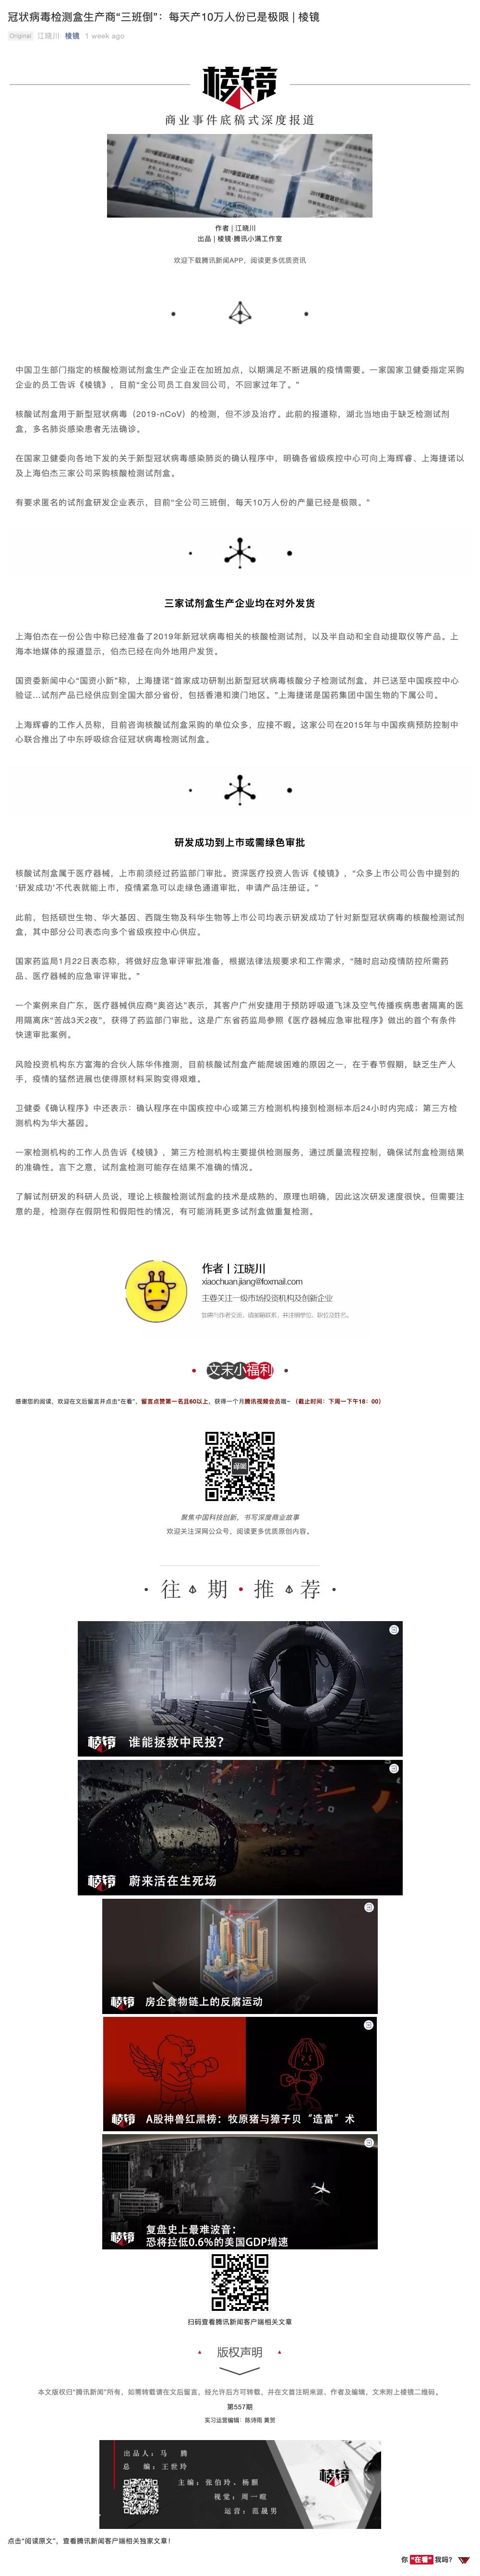 冠状病毒检测盒生产商“三班倒”：每天产10万人份已是极限 | 棱镜
Original 江晓川 棱镜 1 week ago
棱镜
商业事件底稿式深度报道
作者 | 江晓川
出品 | 棱镜·腾讯小满工作室
欢迎下载腾讯新闻APP，阅读更多优质资讯
中国卫生部门指定的核酸检测试剂盒生产企业正在加班加点，以期满足不断进展的疫情需要。一家国家卫健委指定采购
企业的员工告诉《棱镜》，目前“全公司员工自发回公司，不回家过年了。”
核酸试剂盒用于新型冠状病毒（2019-nCoV）的检测，但不涉及治疗。此前的报道称，湖北当地由于缺乏检测试剂
盒，多名肺炎感染患者无法确诊。
在国家卫健委向各地下发的关于新型冠状病毒感染肺炎的确认程序中，明确各省级疾控中心可向上海辉睿、上海捷诺以
及上海伯杰三家公司采购核酸检测试剂盒。
有要求匿名的试剂盒研发企业表示，目前“全公司三班倒，每天10万人份的产量已经是极限。”
三家试剂盒生产企业均在对外发货
上海伯杰在一份公告中称已经准备了2019年新冠状病毒相关的核酸检测试剂，以及半自动和全自动提取仪等产品。上
海本地媒体的报道显示，伯杰已经在向外地用户发货。
国资委新闻中心“国资小新”称，上海捷诺“首家成功研制出新型冠状病毒核酸分子检测试剂盒，并已送至中国疾控中心
验证...试剂产品已经供应到全国大部分省份，包括香港和澳门地区。”上海捷诺是国药集团中国生物的下属公司。
上海辉睿的工作人员称，目前咨询核酸试剂盒采购的单位众多，应接不暇。这家公司在2015年与中国疾病预防控制中
心联合推出了中东呼吸综合征冠状病毒检测试剂盒。
研发成功到上市或需绿色审批
核酸试剂盒属于医疗器械，上市前须经过药监部门审批。资深医疗投资人告诉《棱镜》，“众多上市公司公告中提到的
‘研发成功’不代表就能上市，疫情紧急可以走绿色通道审批，申请产品注册证。”
此前，包括硕世生物、华大基因、西陇生物及科华生物等上市公司均表示研发成功了针对新型冠状病毒的核酸检测试剂
盒，其中部分公司表态向多个省级疾控中心供应。
国家药监局1月22日表态称，将做好应急审评审批准备，根据法律法规要求和工作需求，“随时启动疫情防控所需药
品、医疗器械的应急审评审批。”
一个案例来自广东，医疗器械供应商“奥咨达”表示，其客户广州安捷用于预防呼吸道飞沫及空气传播疾病患者隔离的医
用隔离床“苦战3天2夜”，获得了药监部门审批。这是广东省药监局参照《医疗器械应急审批程序》做出的首个有条件
快速审批案例。
风险投资机构东方富海的合伙人陈华伟推测，目前核酸试剂盒产能爬坡困难的原因之一，在于春节假期，缺乏生产人
手，疫情的猛然进展也使得原材料采购变得艰难。
卫健委《确认程序》中还表示：确认程序在中国疾控中心或第三方检测机构接到检测标本后24小时内完成；第三方检
测机构为华大基因。
一家检测机构的工作人员告诉《棱镜》，第三方检测机构主要提供检测服务，通过质量流程控制，确保试剂盒检测结果
的准确性。言下之意，试剂盒检测可能存在结果不准确的情况。
了解试剂研发的科研人员说，理论上核酸检测试剂盒的技术是成熟的，原理也明确，因此这次研发速度很快。但需要注
意的是，检测存在假阴性和假阳性的情况，有可能消耗更多试剂盒做重复检测。
作者丨江晓川
xiaochuan.jiang@foxmail.com
主要关注一级市场投资机构及创新企业
如需与作者交流，请邮箱联系，并注明单位、职位及姓名。
文末小福利
感谢您的阅读，欢迎在文后留言并点击“在看”，留言点赞第一名且60以上，获得一个月腾讯视频会员哦~ （截止时间：下周一下午18：00）
聚焦中国科技创新，书写深度商业故事
欢迎关注深网公众号，阅读更多优质原创内容。
往期推荐
棱镜 谁能拯救中民投？
棱镜 蔚来活在生死场
棱镜 房企食物链上的反腐运动
棱镜 A股神兽红黑榜：牧原猪与獐子贝“造富”术
棱镜 复盘史上最难波音：
恐将拉低0.6%的美国GDP增速
扫码查看腾讯新闻客户端相关文章
版权声明
本文版权归“腾讯新闻”所有，如需转载请在文后留言，经允许后方可转载，并在文首注明来源、作者及编辑，文末附上棱镜二维码。
第557期
实习运营编辑：陈诗雨 黄贺
出品人：马 腾
总 编：王世玲
主编：张伯玲、杨颢
视觉：周一暄
运营：范晟男
棱镜
点击“阅读原文”，查看腾讯新闻客户端相关独家文章！
你“在看”我吗？